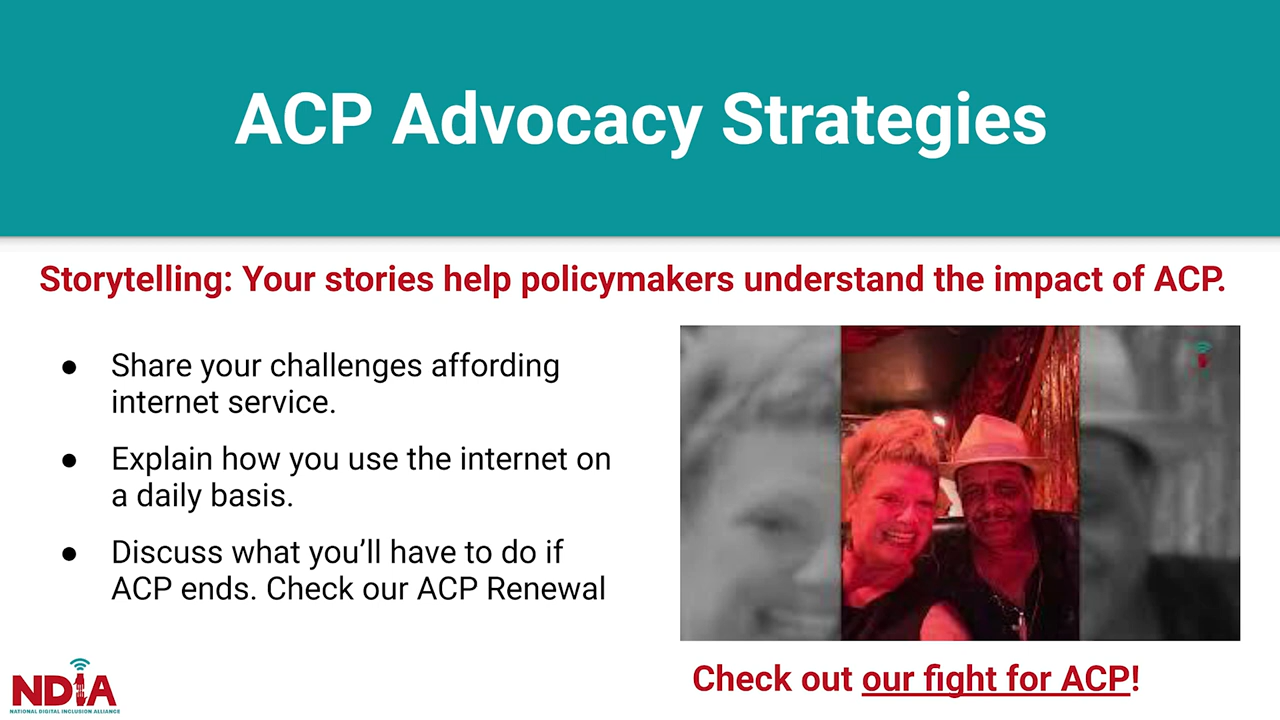 ACP Advocacy Strategies
Storytelling: Your stories help policymakers understand the impact of ACP.
● Share your challenges affording
internet service.
● Explain how you use the internet on
a daily basis.
● Discuss what you’ll have to do if
ACP ends. Check our ACP Renewal
Check out our fight for ACP!
NDIA
NATIONAL DIGITAL INCLUSION ALLIANCE